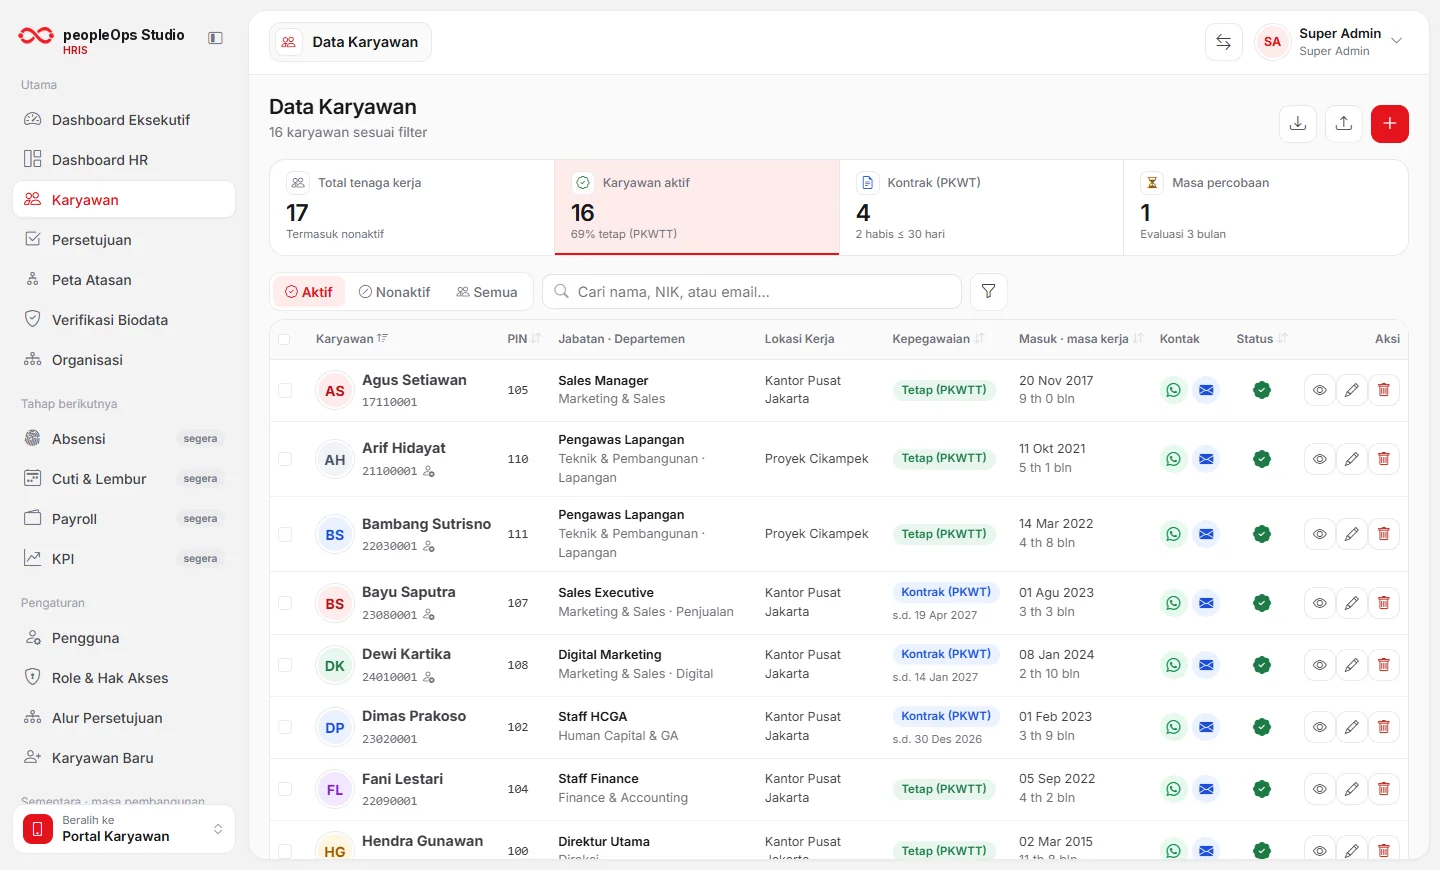 peopleOps Studio
HRIS
Utama
Dashboard Eksekutif
Dashboard HR
Karyawan
Persetujuan
Peta Atasan
Verifikasi Biodata
Organisasi
Tahap berikutnya
Absensi segera
Cuti & Lembur segera
Payroll segera
KPI segera
Pengaturan
Pengguna
Role & Hak Akses
Alur Persetujuan
Karyawan Baru
Sementara · masa pembangunan
Beralih ke
Portal Karyawan
Data Karyawan
SA
Super Admin
Super Admin
Data Karyawan
16 karyawan sesuai filter
Total tenaga kerja
17
Termasuk nonaktif
Karyawan aktif
16
69% tetap (PKWTT)
Kontrak (PKWT)
4
2 habis ≤ 30 hari
Masa percobaan
1
Evaluasi 3 bulan
Aktif Nonaktif Semua Cari nama, NIK, atau email...
Karyawan PIN Jabatan · Departemen Lokasi Kerja Kepegawaian Masuk · masa kerja Kontak Status Aksi
AS Agus Setiawan 105 Sales Manager Kantor Pusat Tetap (PKWTT) 20 Nov 2017
17110001 Marketing & Sales Jakarta 9 th 0 bln
AH Arif Hidayat 110 Pengawas Lapangan Proyek Cikampek Tetap (PKWTT) 11 Okt 2021
21100001 Teknik & Pembangunan · 5 th 1 bln
Lapangan
BS Bambang Sutrisno 111 Pengawas Lapangan Proyek Cikampek Tetap (PKWTT) 14 Mar 2022
22030001 Teknik & Pembangunan · 4 th 8 bln
Lapangan
BS Bayu Saputra 107 Sales Executive Kantor Pusat Kontrak (PKWT) 01 Agu 2023
23080001 Marketing & Sales · Penjualan Jakarta s.d. 19 Apr 2027 3 th 3 bln
DK Dewi Kartika 108 Digital Marketing Kantor Pusat Kontrak (PKWT) 08 Jan 2024
24010001 Marketing & Sales · Digital Jakarta s.d. 14 Jan 2027 2 th 10 bln
DP Dimas Prakoso 102 Staff HCGA Kantor Pusat Kontrak (PKWT) 01 Feb 2023
23020001 Human Capital & GA Jakarta s.d. 30 Des 2026 3 th 9 bln
FL Fani Lestari 104 Staff Finance Kantor Pusat Tetap (PKWTT) 05 Sep 2022
22090001 Finance & Accounting Jakarta 4 th 2 bln
HG Hendra Gunawan 100 Direktur Utama Kantor Pusat Tetap (PKWTT) 02 Mar 2015
Direksi Jakarta 11 th 8 bln